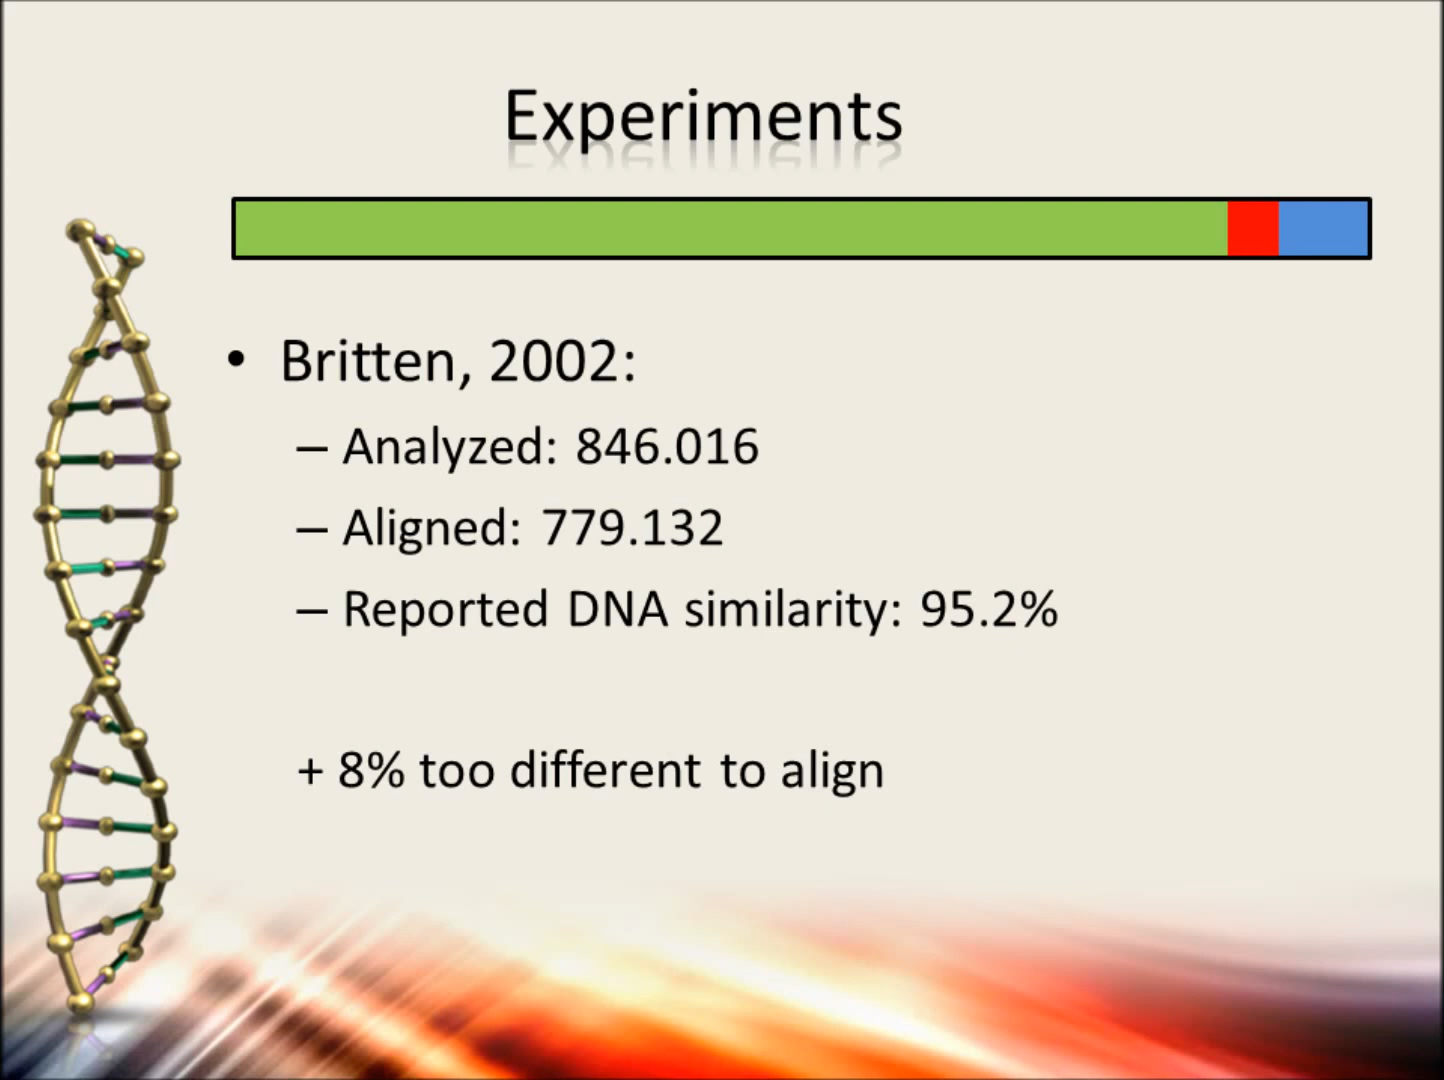 Experiments
• Britten, 2002:
– Analyzed: 846.016
– Aligned: 779.132
– Reported DNA similarity: 95.2%
+ 8% too different to align